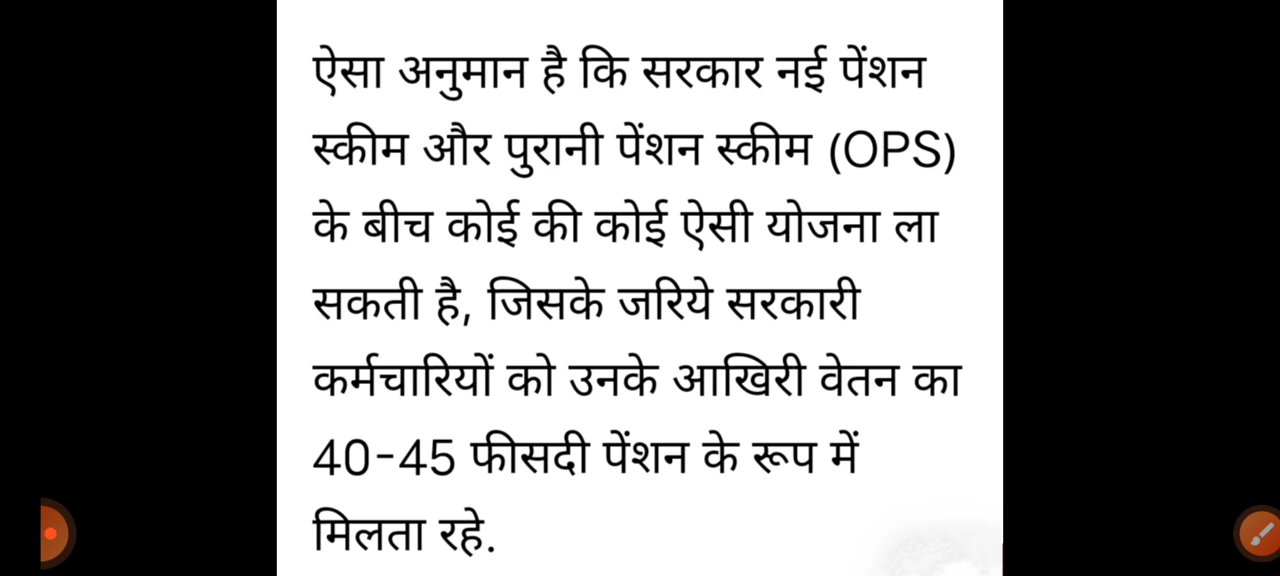 ऐसा अनुमान है कि सरकार नई पेंशन
स्कीम और पुरानी पेंशन स्कीम (OPS)
के बीच कोई की कोई ऐसी योजना ला
सकती है, जिसके जरिये सरकारी
कर्मचारियों को उनके आखिरी वेतन का
40-45 फीसदी पेंशन के रूप में
मिलता रहे.